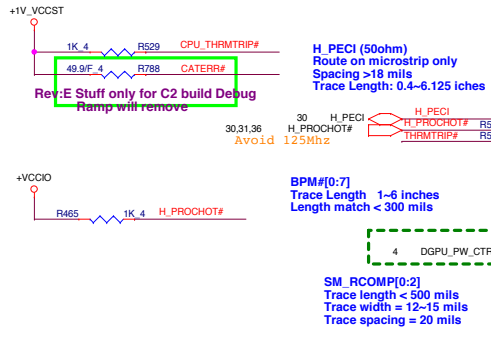 +1V_VCCST
1K_4 R529 CPU_THRMTRIP#
49.9/F_4 R788 CATERR#
Rev:E Stuff only for C2 build Debug
Ramp will remove
H_PECI (50ohm)
Route on microstrip only
Spacing >18 mils
Trace Length: 0.4~6.125 iches
30 H_PECI H_PECI
30,31,36 H_PROCHOT# H_PROCHOT# R5
THRMTRIP# R5
Avoid 125Mhz
+VCCIO
R465 1K_4 H_PROCHOT#
BPM#[0:7]
Trace Length 1~6 inches
Length match < 300 mils
4 DGPU_PW_CTR
SM_RCOMP[0:2]
Trace length < 500 mils
Trace width = 12~15 mils
Trace spacing = 20 mils